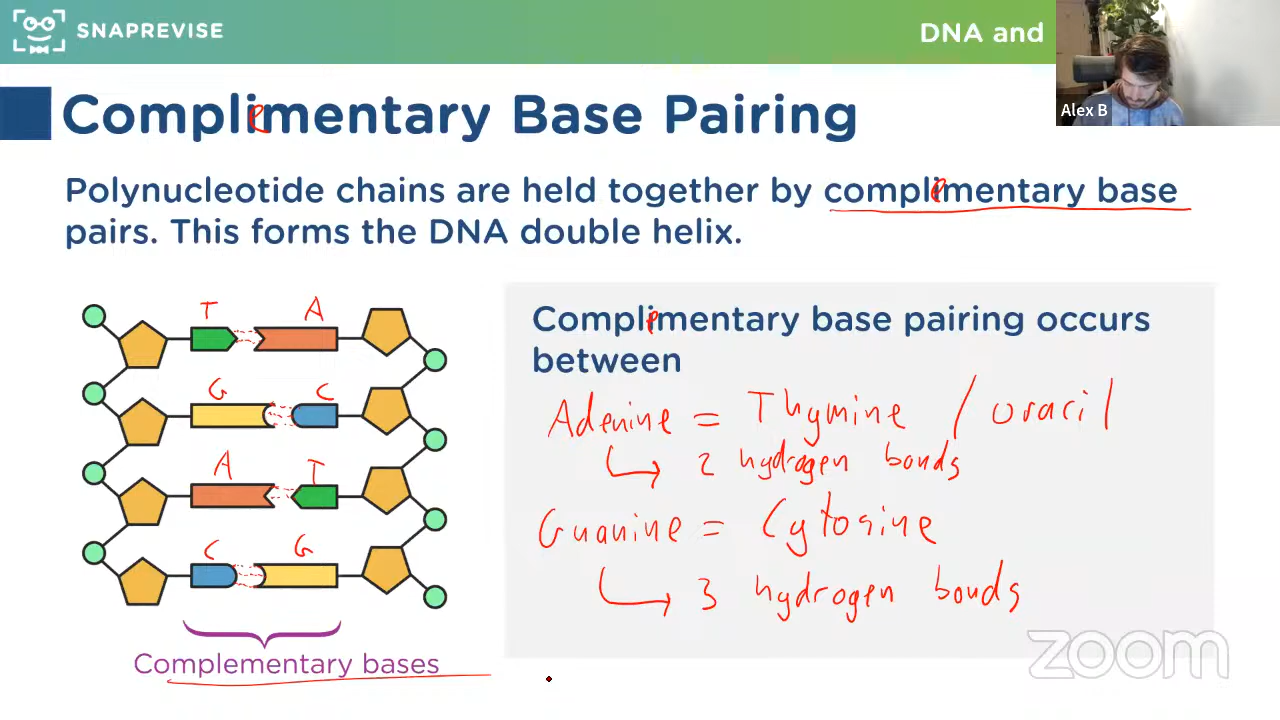 SNAPREVISE
DNA and
Alex B
Complimentary Base Pairing
e
Polynucleotide chains are held together by complimentary base
e
pairs. This forms the DNA double helix.
T A
G C
A T
C G
Complementary bases
Complimentary base pairing occurs
e
between
Adenine = Thymine / Uracil
2 hydrogen bonds
Guanine = Cytosine
3 hydrogen bonds
zoom